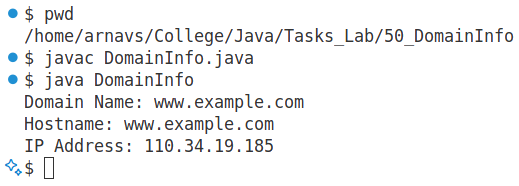 $ pwd
/home/arnavs/College/Java/Tasks_Lab/50_DomainInfo
$ javac DomainInfo.java
$ java DomainInfo
Domain Name: www.example.com
Hostname: www.example.com
IP Address: 110.34.19.185
$